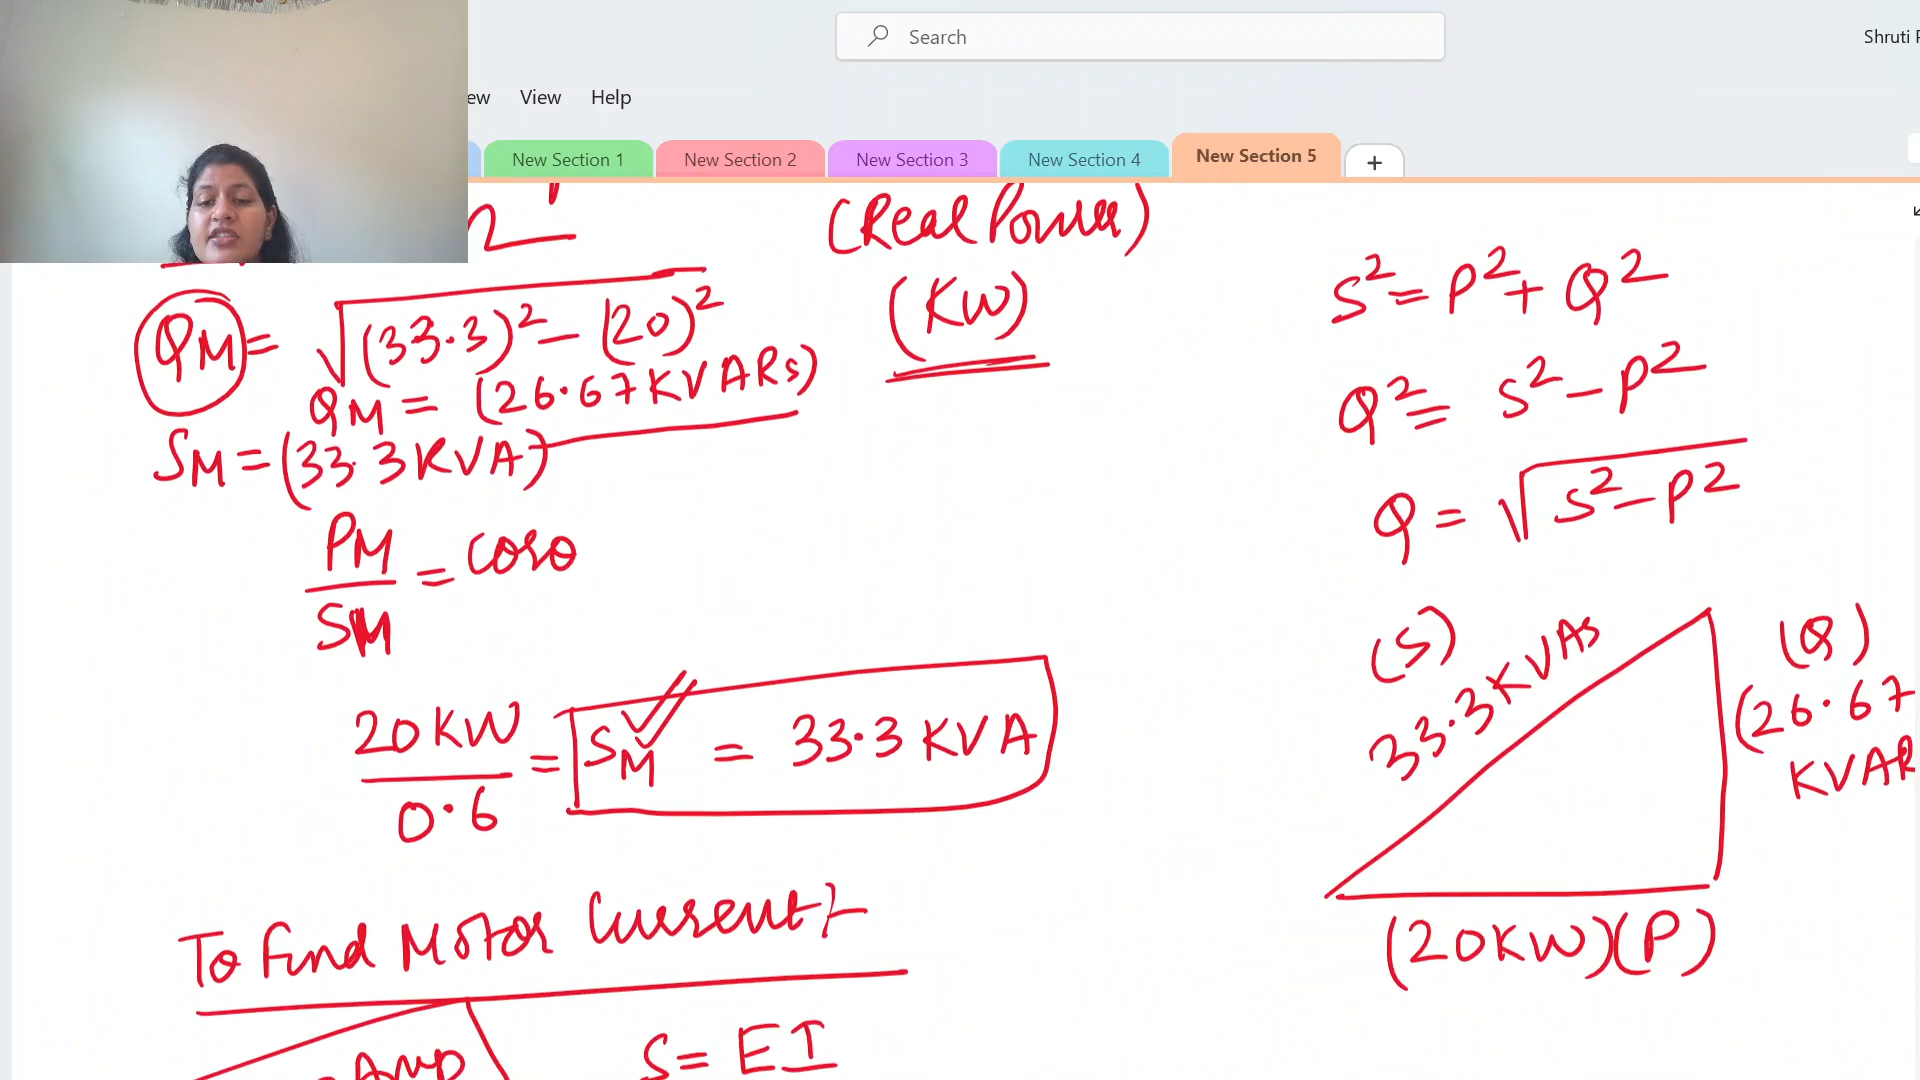 Search
Shruti
ew View Help
New Section 1 New Section 2 New Section 3 New Section 4 New Section 5 +
(Real Power)
(KW)
QM = √(33.3)² - (20)²
QM = (26.67 KVARs)
SM = (33.3 KVA)
PM
SM
= cosθ
20 KW
0.6
= SM = 33.3 KVA
To Find Motor Current:-
Amp
S = EI
S² = P² + Q²
Q² = S² - P²
Q = √S² - P²
(S)
33.3 KVAs
(Q)
(26.67
KVAR
(20KW)(P)